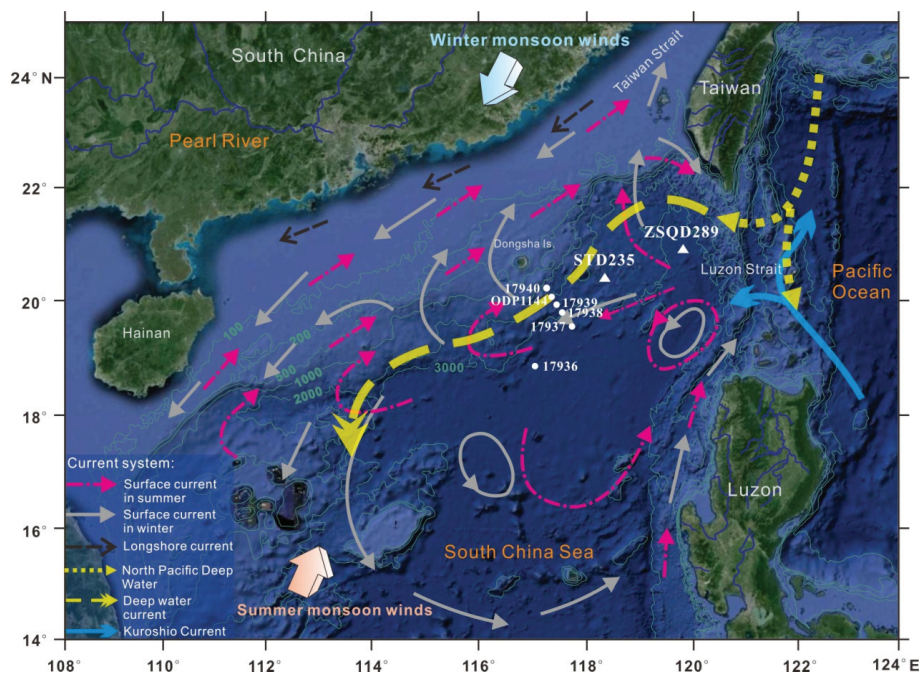 24° N
22°
20°
18°
16°
14°
South China
Winter monsoon winds
Taiwan Strait
Taiwan
Pearl River
ZSQD289
Dongsha Is.
STD235
Luzon Strait
Pacific
Ocean
17940
ODP1144
17939
17938
17937
17936
Hainan
100
200
500
1000
2000
3000
Current system:
Surface current
in summer
Surface current
in winter
Longshore current
North Pacific Deep
Water
Deep water
current
Kuroshio Current
Luzon
South China Sea
Summer monsoon winds
108° 110° 112° 114° 116° 118° 120° 122° 124° E